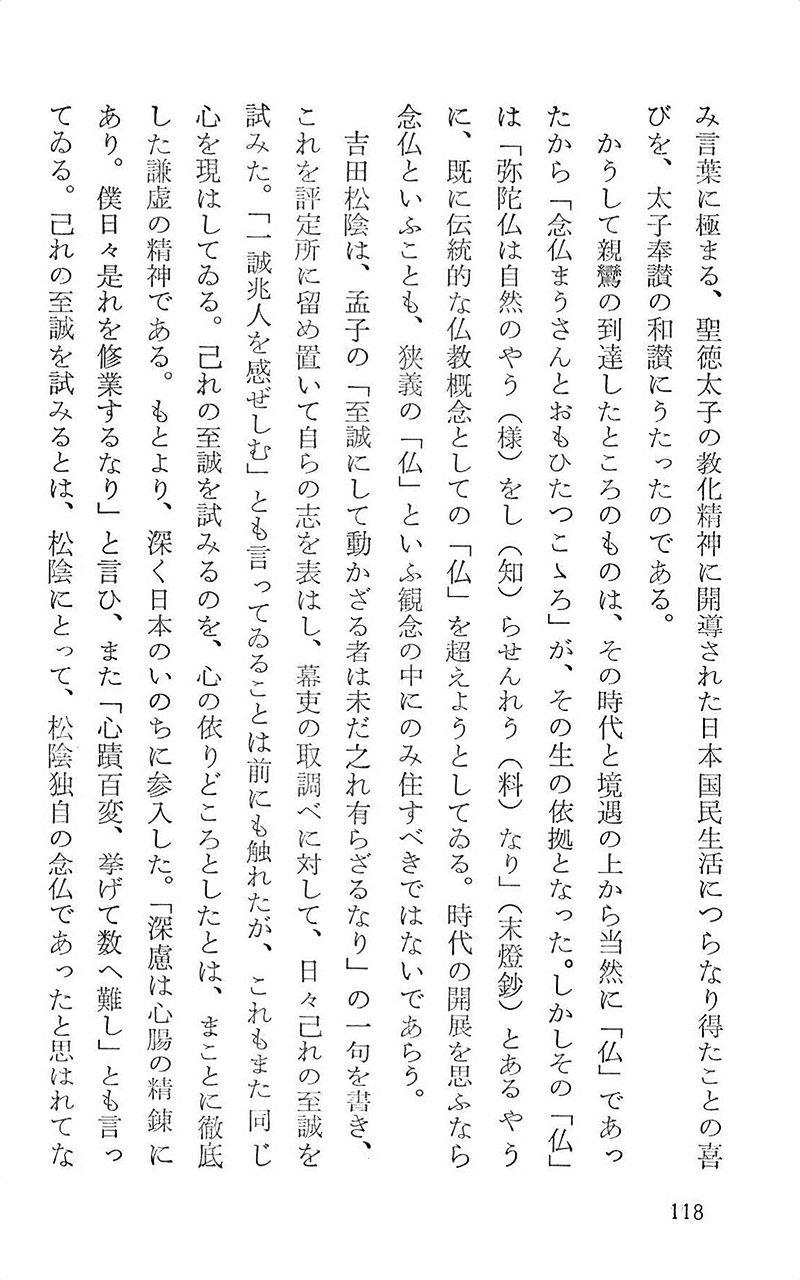 み言葉に極まる、聖徳太子の教化精神に開導された日本国民生活につらなり得たことの喜
びを、太子奉讃の和讃にうたったのである。
かうして親鸞の到達したところのものは、その時代と境遇の上から当然に「仏」であっ
たから「念仏まうさんとおもひたつこゝろ」が、その生の依拠となった。しかしその「仏」
は「弥陀仏は自然のやう（様）をし（知）らせんれう（料）なり」（末燈鈔）とあるやう
に、既に伝統的な仏教概念としての「仏」を超えようとしてゐる。時代の開展を思ふなら
念仏といふことも、狭義の「仏」といふ観念の中にのみ住すべきではないであらう。
吉田松陰は、孟子の「至誠にして動かざる者は未だ之れ有らざるなり」の一句を書き、
これを評定所に留め置いて自らの志を表はし、幕吏の取調べに対して、日々己れの至誠を
試みた。「一誠兆人を感ぜしむ」とも言ってゐることは前にも触れたが、これもまた同じ
心を現はしてゐる。己れの至誠を試みるのを、心の依りどころとしたとは、まことに徹底
した謙虚の精神である。もとより、深く日本のいのちに参入した。「深慮は心腸の精錬に
あり。僕日々是れを修業するなり」と言ひ、また「心蹟百変、挙げて数へ難し」とも言っ
てゐる。己れの至誠を試みるとは、松陰にとって、松陰独自の念仏であったと思はれてな
118